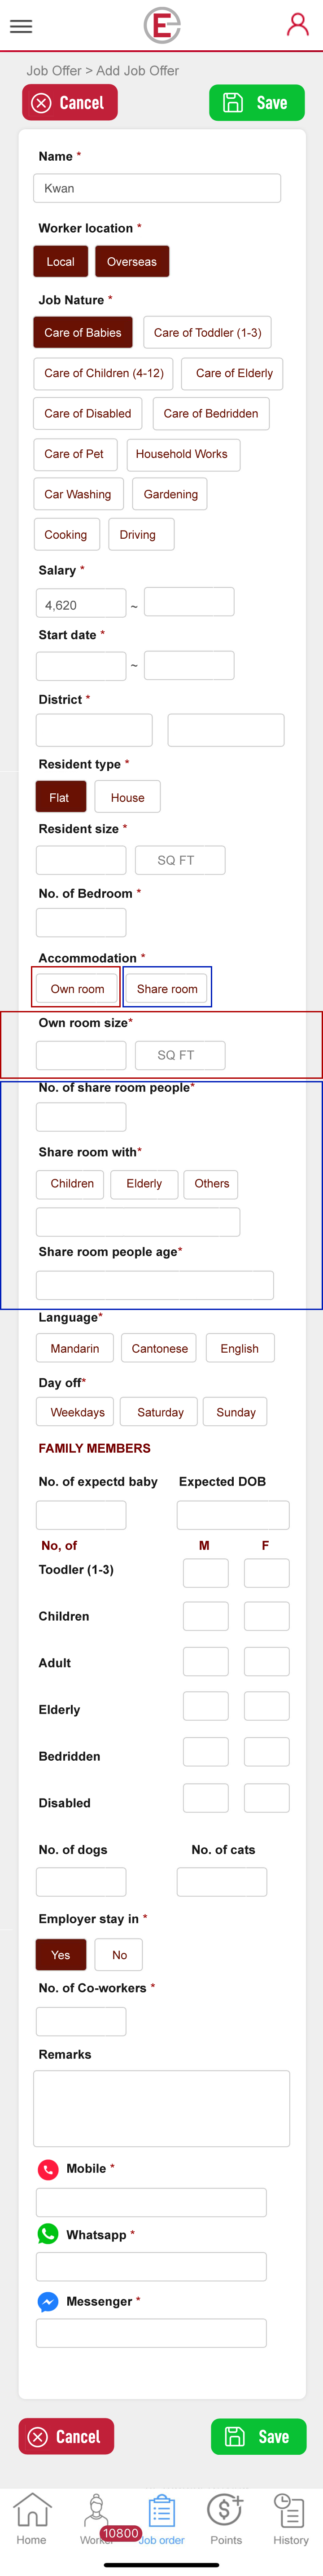 E
Job Offer > Add Job Offer
Cancel Save
Name *
Kwan
Worker location *
Local Overseas
Job Nature *
Care of Babies Care of Toddler (1-3)
Care of Children (4-12) Care of Elderly
Care of Disabled Care of Bedridden
Care of Pet Household Works
Car Washing Gardening
Cooking Driving
Salary *
4,620 ~
Start date *
~
District *
Resident type *
Flat House
Resident size *
SQ FT
No. of Bedroom *
Accommodation *
Own room Share room
Own room size*
SQ FT
No. of share room people*
Share room with*
Children Elderly Others
Share room people age*
Language*
Mandarin Cantonese English
Day off*
Weekdays Saturday Sunday
FAMILY MEMBERS
No. of expectd baby Expected DOB
No, of M F
Toodler (1-3)
Children
Adult
Elderly
Bedridden
Disabled
No. of dogs No. of cats
Employer stay in *
Yes No
No. of Co-workers *
Remarks
Mobile *
Whatsapp *
Messenger *
Cancel Save
10800
Home Worker Job order Points History